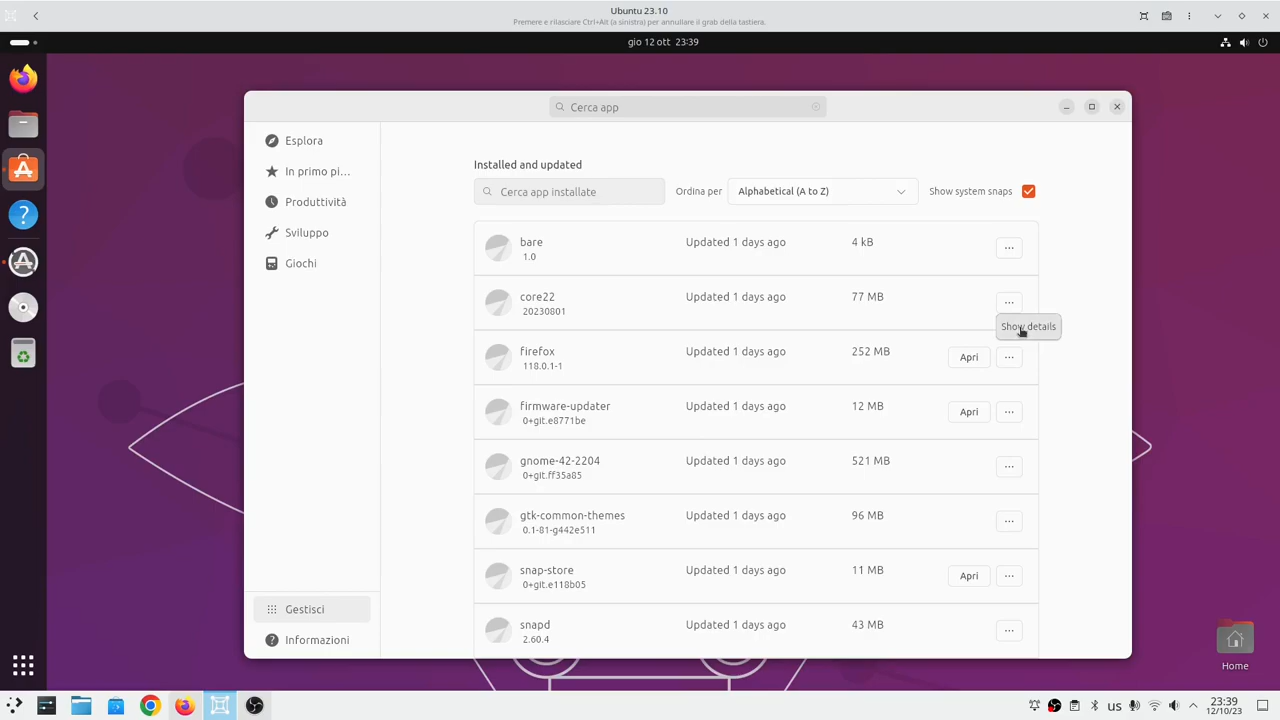 Ubuntu 23.10
Premere e rilasciare Ctrl+Alt (a sinistra) per annullare il grab della tastiera.
gio 12 ott 23:39
Cerca app
Esplora
In primo pi...
Produttività
Sviluppo
Giochi
Gestisci
Informazioni
Installed and updated
Cerca app installate
Ordina per
Alphabetical (A to Z)
Show system snaps
bare
1.0
Updated 1 days ago
4 kB
core22
20230801
Updated 1 days ago
77 MB
Show details
firefox
118.0.1-1
Updated 1 days ago
252 MB
Apri
firmware-updater
0+git.e8771be
Updated 1 days ago
12 MB
Apri
gnome-42-2204
0+git.ff35a85
Updated 1 days ago
521 MB
gtk-common-themes
0.1-81-g442e511
Updated 1 days ago
96 MB
snap-store
0+git.e118b05
Updated 1 days ago
11 MB
Apri
snapd
2.60.4
Updated 1 days ago
43 MB
Home
us
23:39
12/10/23